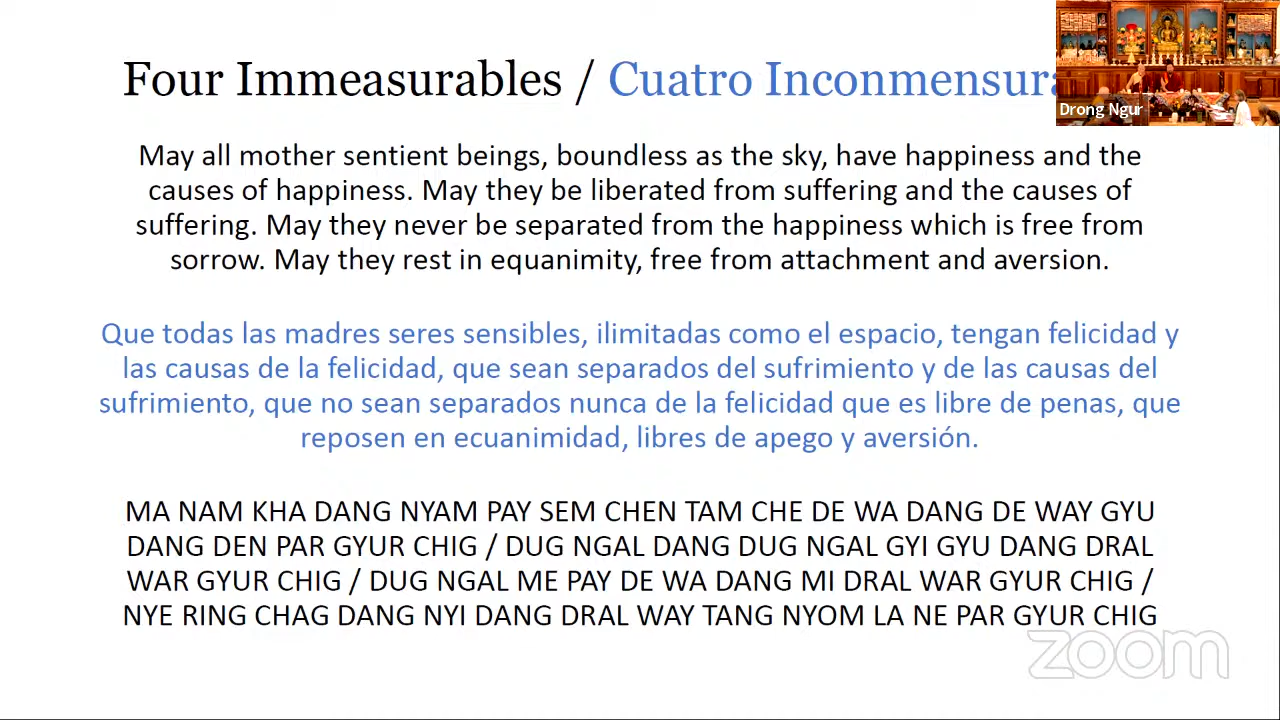 Four Immeasurables / Cuatro Inconmensura
Drong Ngur
May all mother sentient beings, boundless as the sky, have happiness and the
causes of happiness. May they be liberated from suffering and the causes of
suffering. May they never be separated from the happiness which is free from
sorrow. May they rest in equanimity, free from attachment and aversion.
Que todas las madres seres sensibles, ilimitadas como el espacio, tengan felicidad y
las causas de la felicidad, que sean separados del sufrimiento y de las causas del
sufrimiento, que no sean separados nunca de la felicidad que es libre de penas, que
reposen en ecuanimidad, libres de apego y aversión.
MA NAM KHA DANG NYAM PAY SEM CHEN TAM CHE DE WA DANG DE WAY GYU
DANG DEN PAR GYUR CHIG / DUG NGAL DANG DUG NGAL GYI GYU DANG DRAL
WAR GYUR CHIG / DUG NGAL ME PAY DE WA DANG MI DRAL WAR GYUR CHIG /
NYE RING CHAG DANG NYI DANG DRAL WAY TANG NYOM LA NE PAR GYUR CHIG
zoom